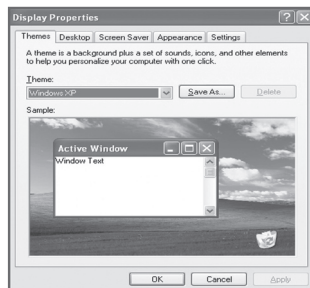 Display Properties
Themes Desktop Screen Saver Appearance Settings
A theme is a background plus a set of sounds, icons, and other elements
to help you personalize your computer with one click.
Theme:
Windows XP Save As... Delete
Sample:
Active Window
Window Text
OK Cancel Apply